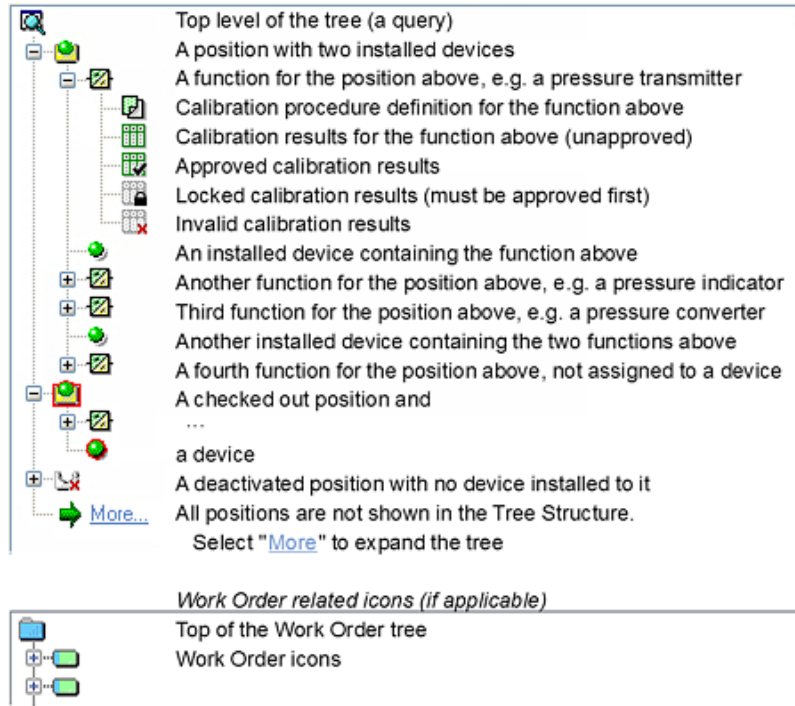 Top level of the tree (a query)
A position with two installed devices
A function for the position above, e.g. a pressure transmitter
Calibration procedure definition for the function above
Calibration results for the function above (unapproved)
Approved calibration results
Locked calibration results (must be approved first)
Invalid calibration results
An installed device containing the function above
Another function for the position above, e.g. a pressure indicator
Third function for the position above, e.g. a pressure converter
Another installed device containing the two functions above
A fourth function for the position above, not assigned to a device
A checked out position and
...
a device
A deactivated position with no device installed to it
More... All positions are not shown in the Tree Structure.
Select "More" to expand the tree
Work Order related icons (if applicable)
Top of the Work Order tree
Work Order icons